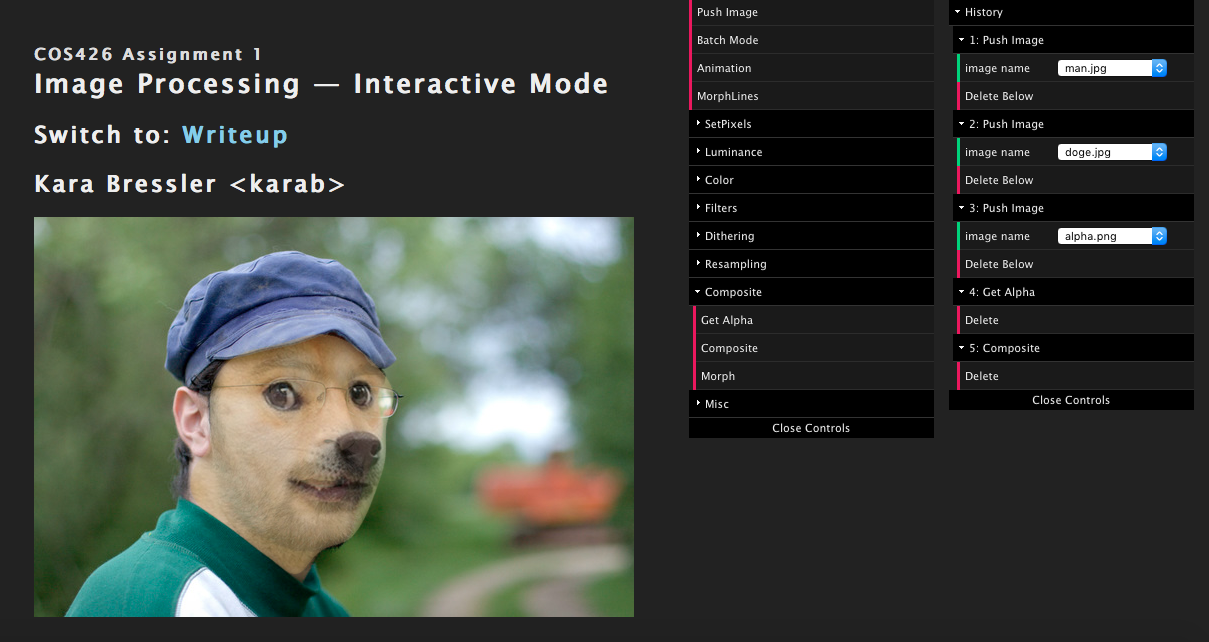 COS426 Assignment 1
Image Processing — Interactive Mode
Switch to: Writeup
Kara Bressler <karab>
Push Image
Batch Mode
Animation
MorphLines
SetPixels
Luminance
Color
Filters
Dithering
Resampling
Composite
Get Alpha
Composite
Morph
Misc
Close Controls
History
1: Push Image
image name man.jpg
Delete Below
2: Push Image
image name doge.jpg
Delete Below
3: Push Image
image name alpha.png
Delete Below
4: Get Alpha
Delete
5: Composite
Delete
Close Controls